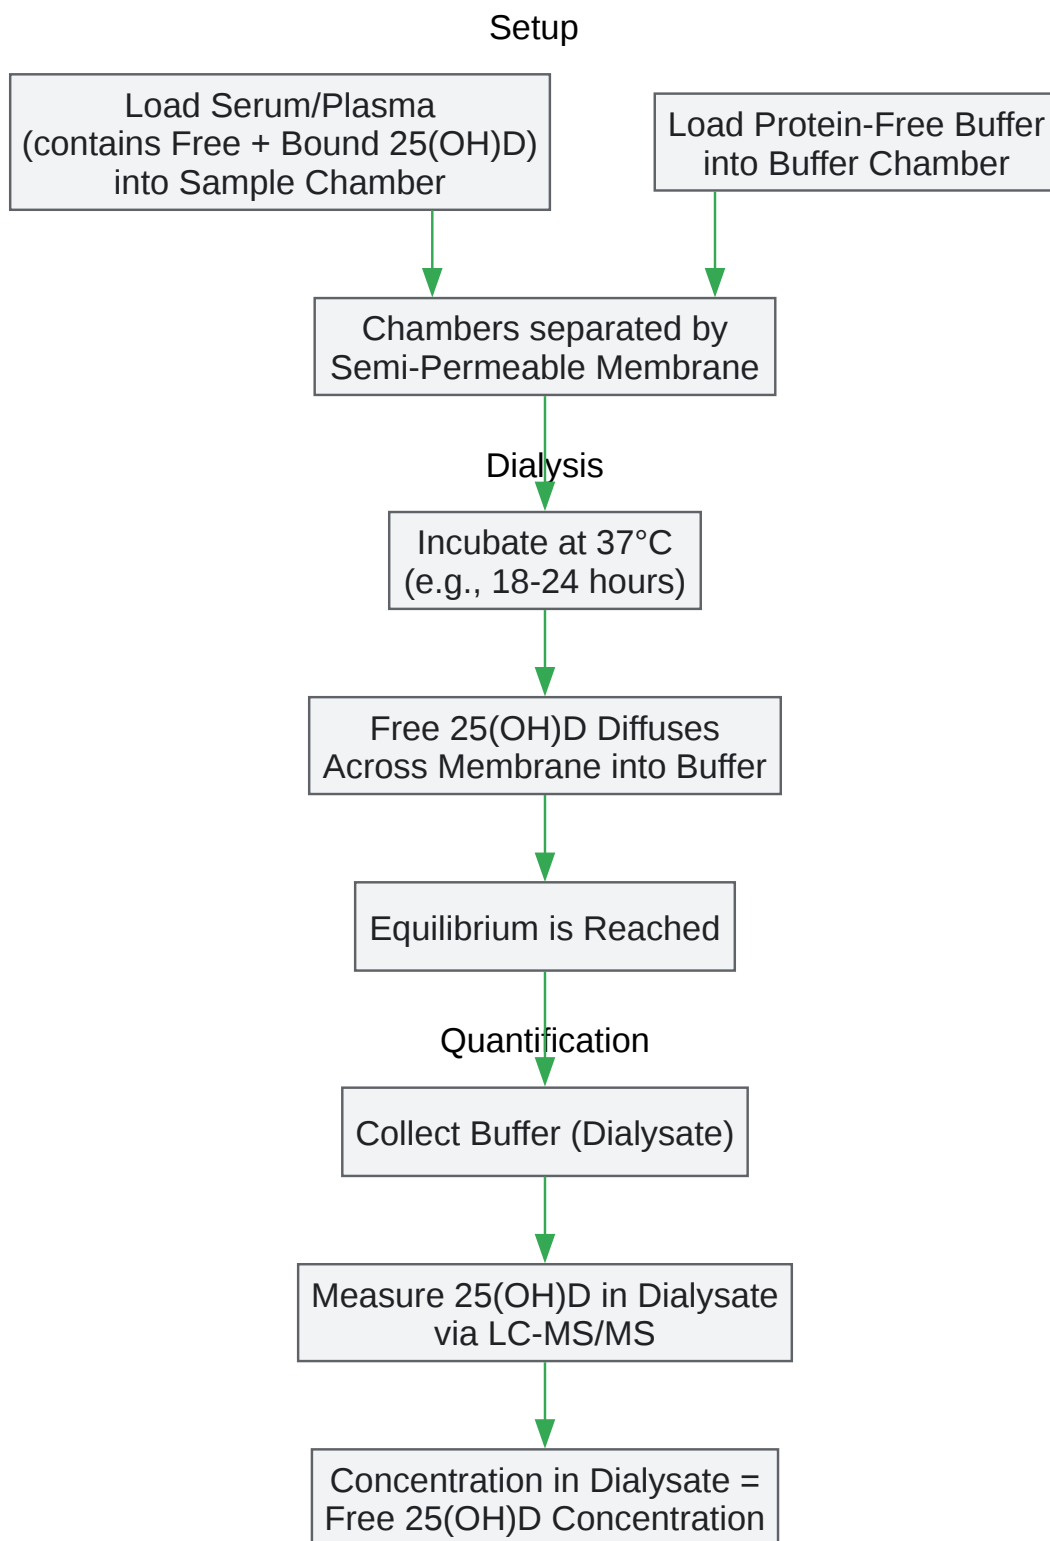 Setup
Load Serum/Plasma
(contains Free + Bound 25(OH)D)
into Sample Chamber
Load Protein-Free Buffer
into Buffer Chamber
Chambers separated by
Semi-Permeable Membrane
Dialysis
Incubate at 37°C
(e.g., 18-24 hours)
Free 25(OH)D Diffuses
Across Membrane into Buffer
Equilibrium is Reached
Quantification
Collect Buffer (Dialysate)
Measure 25(OH)D in Dialysate
via LC-MS/MS
Concentration in Dialysate =
Free 25(OH)D Concentration